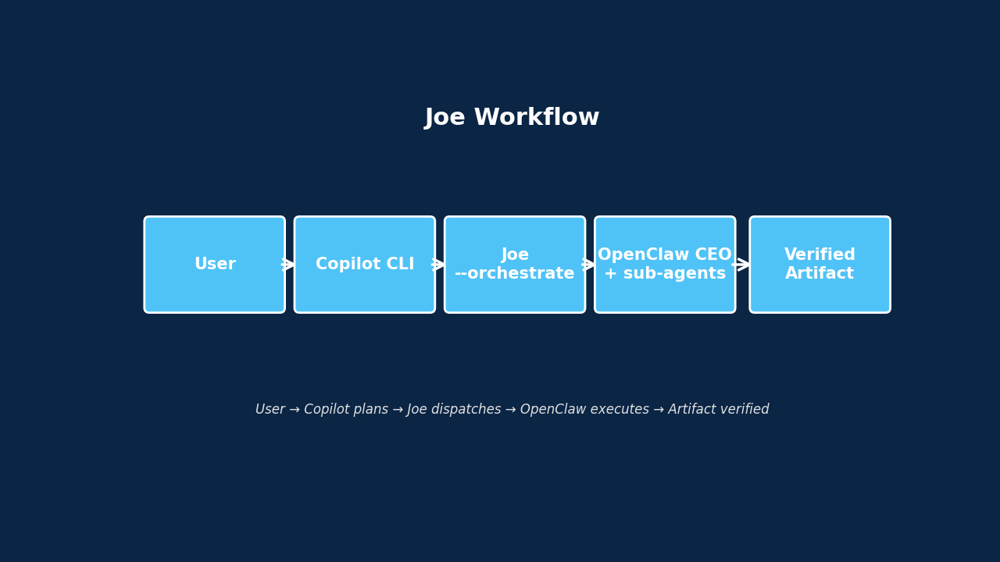 Joe Workflow
User
Copilot CLI
Joe
--orchestrate
OpenClaw CEO
+ sub-agents
Verified
Artifact
User → Copilot plans → Joe dispatches → OpenClaw executes → Artifact verified